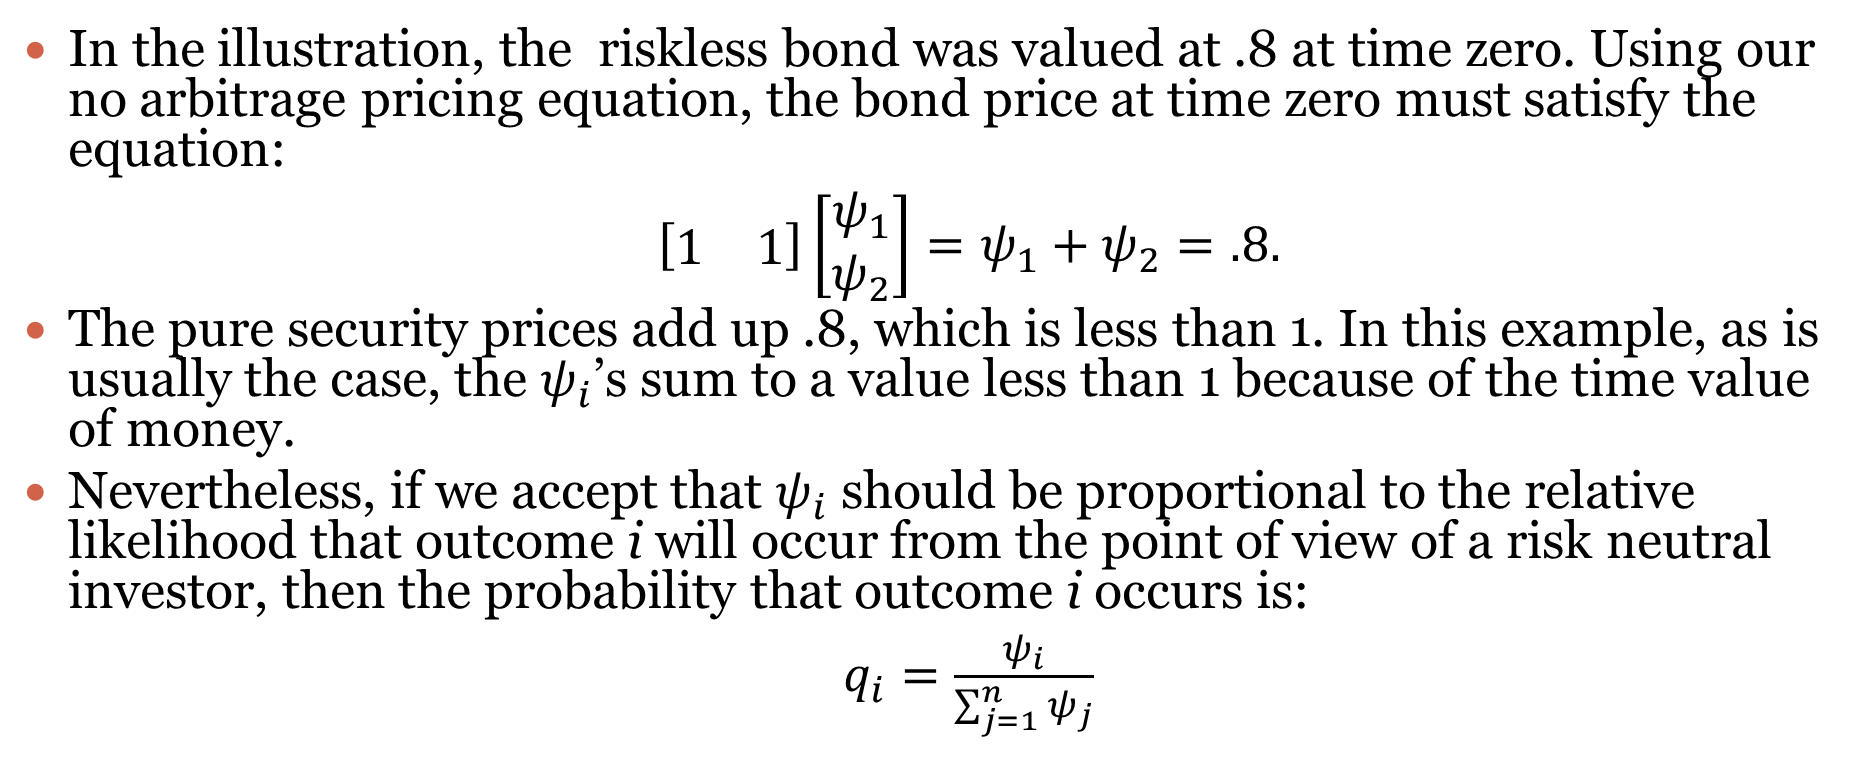 • In the illustration, the  riskless bond was valued at .8 at time zero. Using our
no arbitrage pricing equation, the bond price at time zero must satisfy the
equation:
[1 1] [ψ₁ ψ₂] = ψ₁ + ψ₂ = .8.
• The pure security prices add up .8, which is less than 1. In this example, as is
usually the case, the ψᵢ’s sum to a value less than 1 because of the time value
of money.
• Nevertheless, if we accept that ψᵢ should be proportional to the relative
likelihood that outcome i will occur from the point of view of a risk neutral
investor, then the probability that outcome i occurs is:
qᵢ = ψᵢ / ∑ⁿⱼ₌₁ ψⱼ